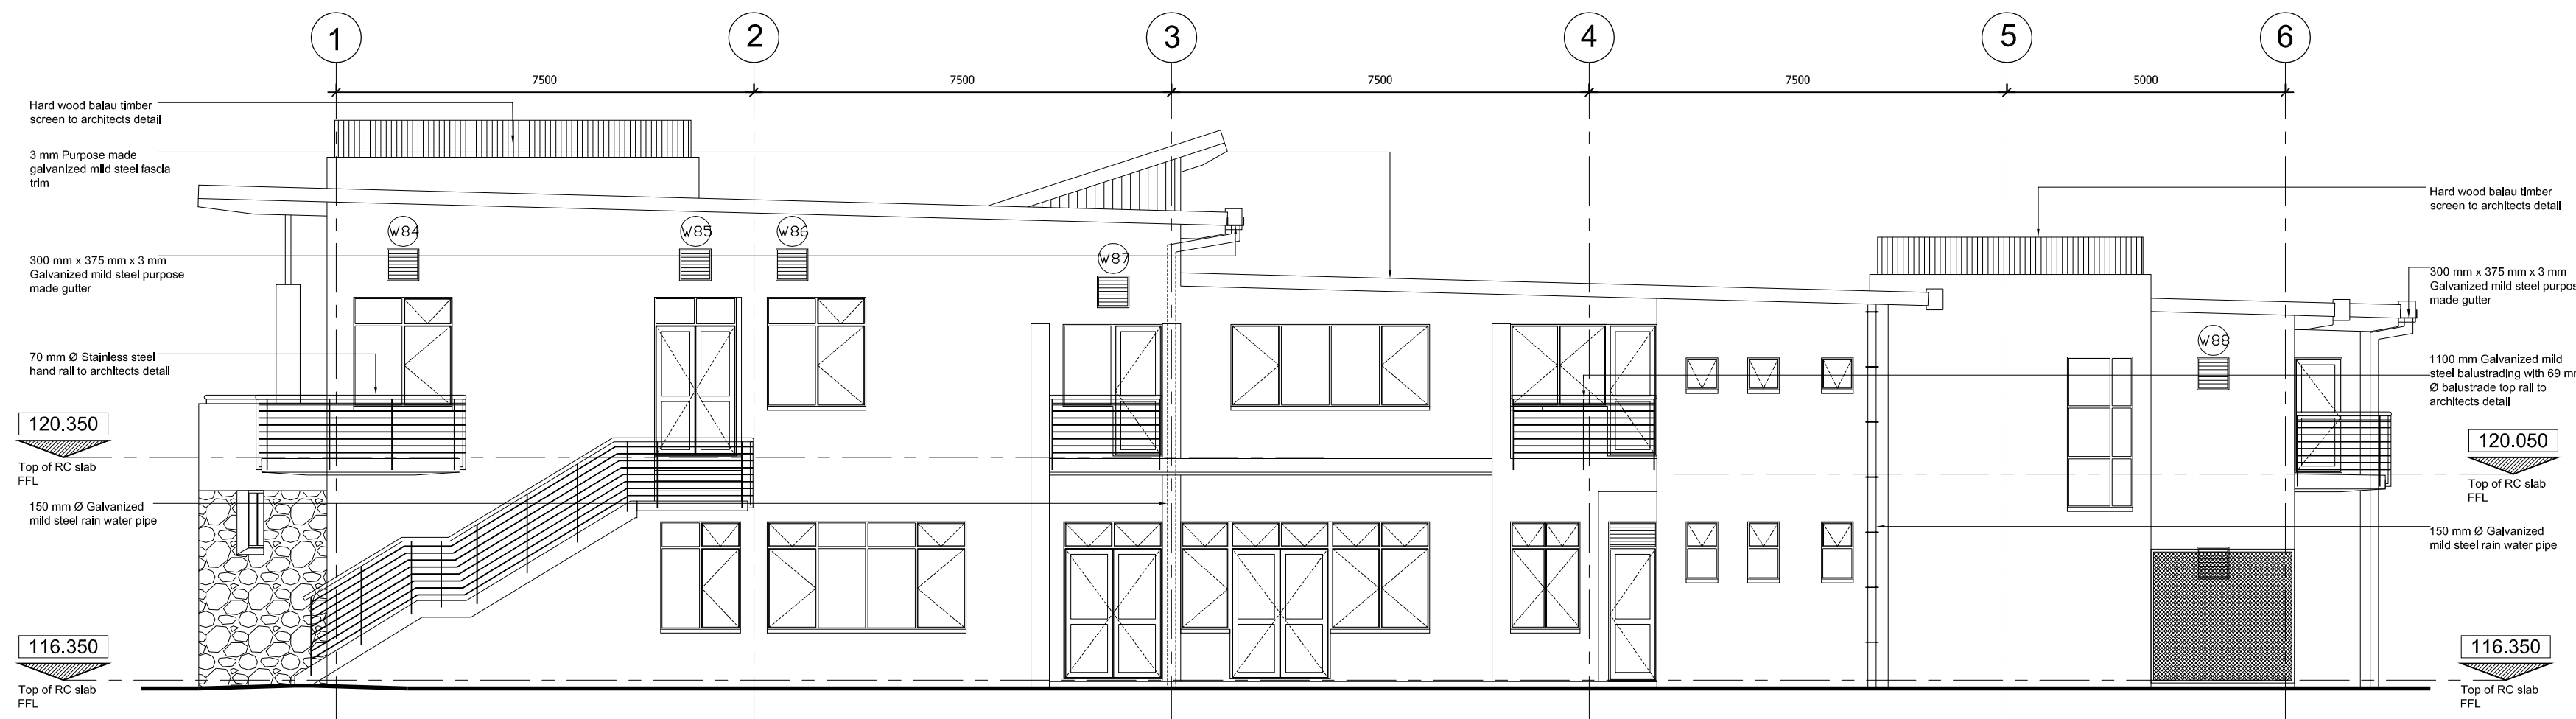 1
2
3
4
5
6
7500
7500
7500
7500
5000
Hard wood balau timber
screen to architects detail
3 mm Purpose made
galvanized mild steel fascia
trim
300 mm x 375 mm x 3 mm
Galvanized mild steel purpose
made gutter
70 mm Ø Stainless steel
hand rail to architects detail
120.350
Top of RC slab
FFL
150 mm Ø Galvanized
mild steel rain water pipe
116.350
Top of RC slab
FFL
W84
W85
W86
W87
W88
Hard wood balau timber
screen to architects detail
300 mm x 375 mm x 3 mm
Galvanized mild steel purpos
made gutter
1100 mm Galvanized mild
steel balustrading with 69 m
Ø balustrade top rail to
architects detail
120.050
Top of RC slab
FFL
150 mm Ø Galvanized
mild steel rain water pipe
116.350
Top of RC slab
FFL